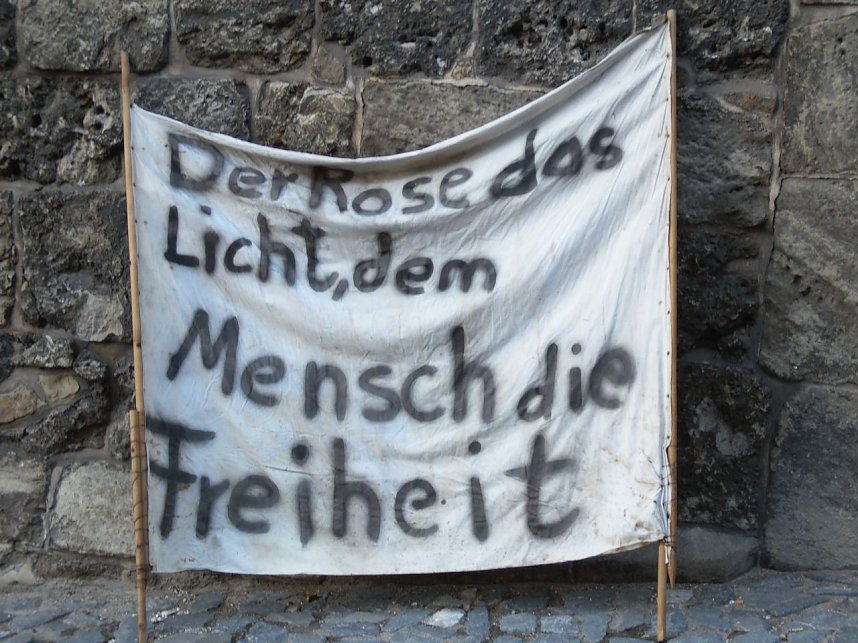 Der Rose das
Licht, dem
Mensch die
Freiheit